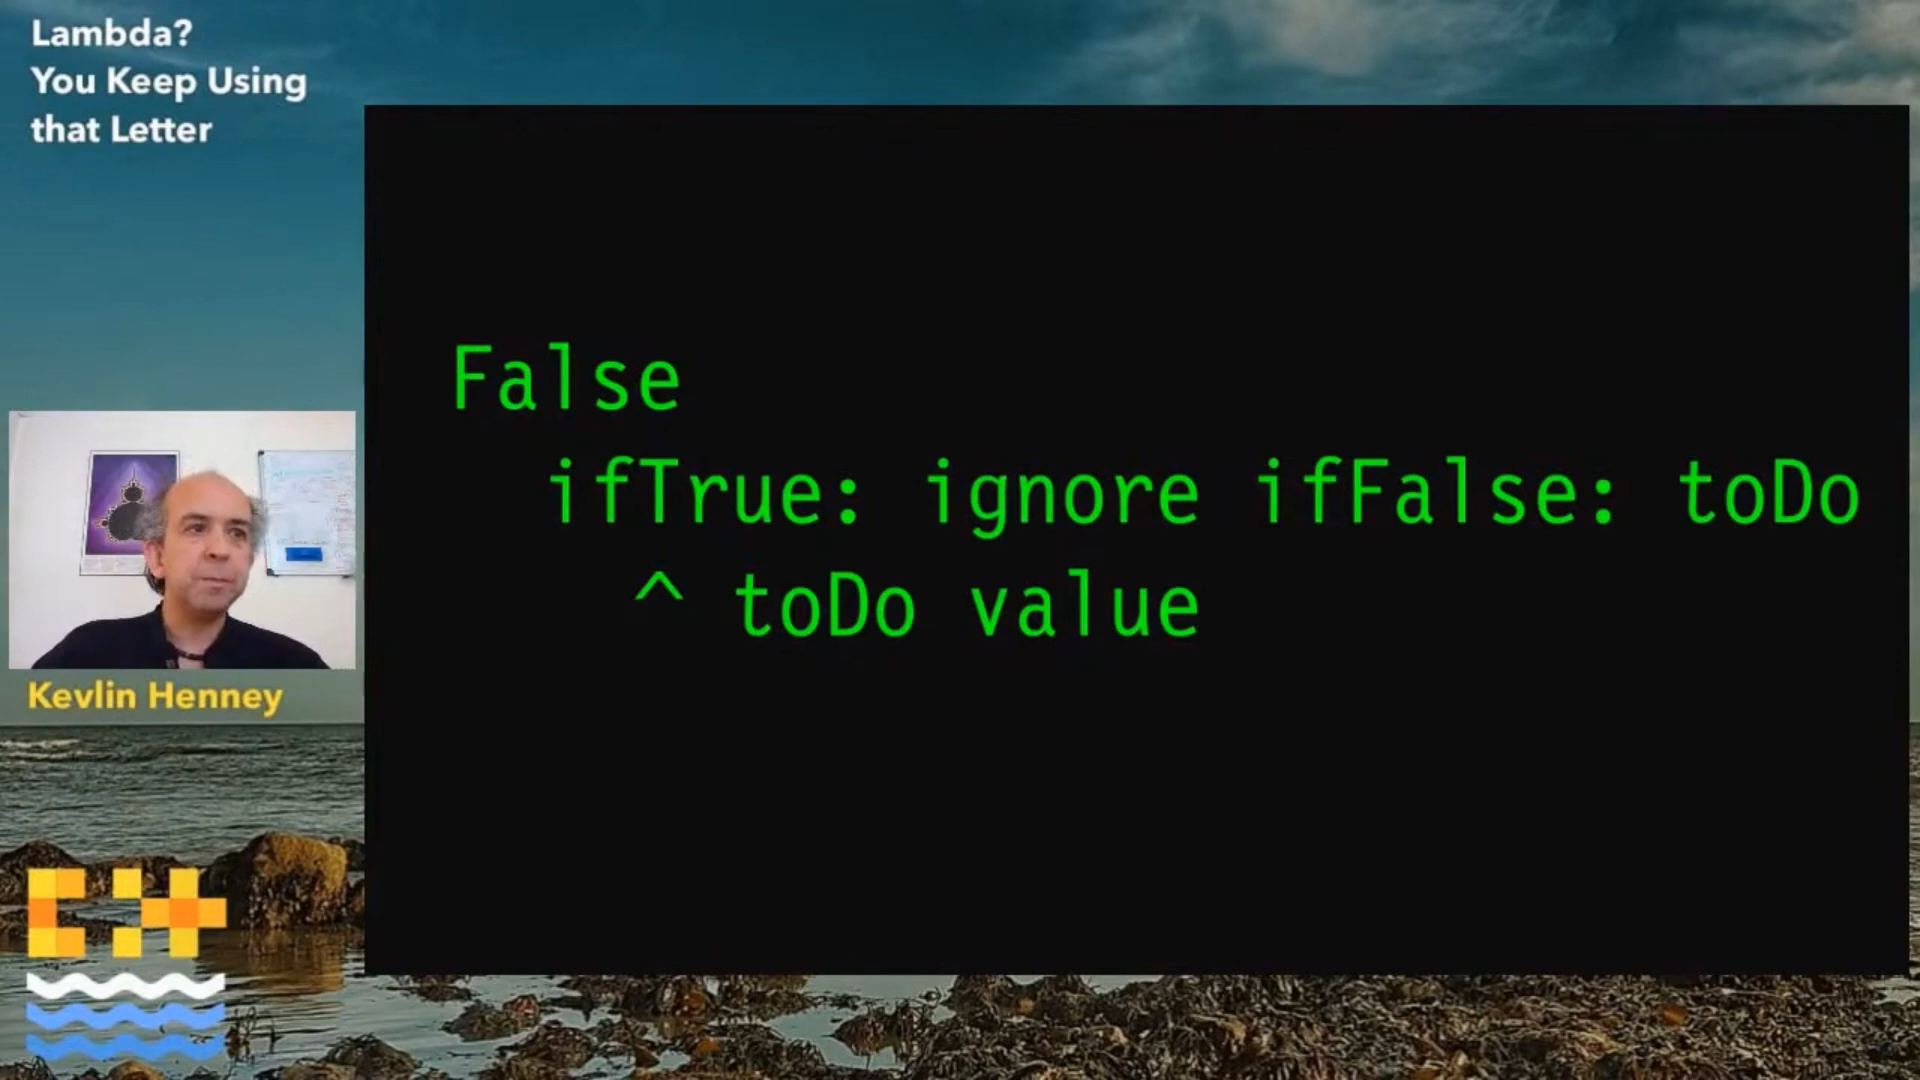 Lambda?
You Keep Using
that Letter
False
ifTrue: ignore ifFalse: toDo
^ toDo value
Kevlin Henney